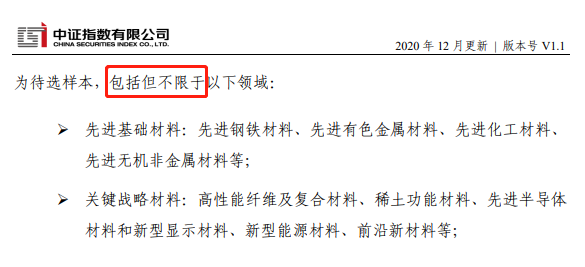 中证指数有限公司
CHINA SECURITIES INDEX CO., LTD.
2020 年 12 月更新 | 版本号 V1.1
为待选样本，包括但不限于以下领域：
➢ 先进基础材料：先进钢铁材料、先进有色金属材料、先进化工材料、
先进无机非金属材料等；
➢ 关键战略材料：高性能纤维及复合材料、稀土功能材料、先进半导体
材料和新型显示材料、新型能源材料、前沿新材料等；